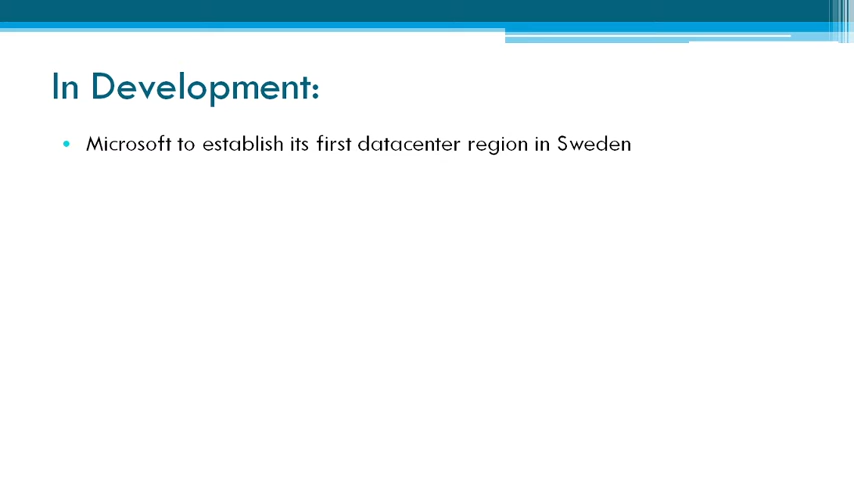 In Development:
• Microsoft to establish its first datacenter region in Sweden